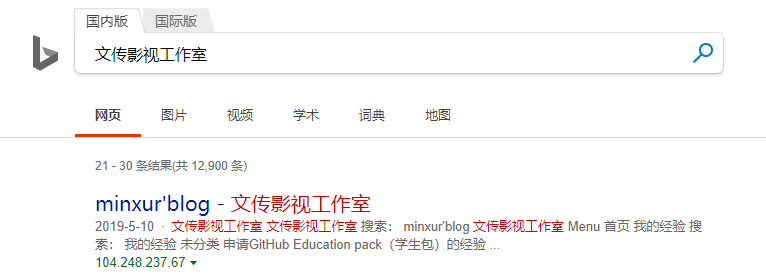 国内版 国际版
文传影视工作室
网页 图片 视频 学术 词典 地图
21 - 30 条结果(共 12,900 条)
minxur'blog - 文传影视工作室
2019-5-10 · 文传影视工作室 文传影视工作室 搜索： minxur'blog 文传影视工作室 Menu 首页 我的经验 搜
索： 我的经验 未分类 申请GitHub Education pack（学生包）的经验 ...
104.248.237.67